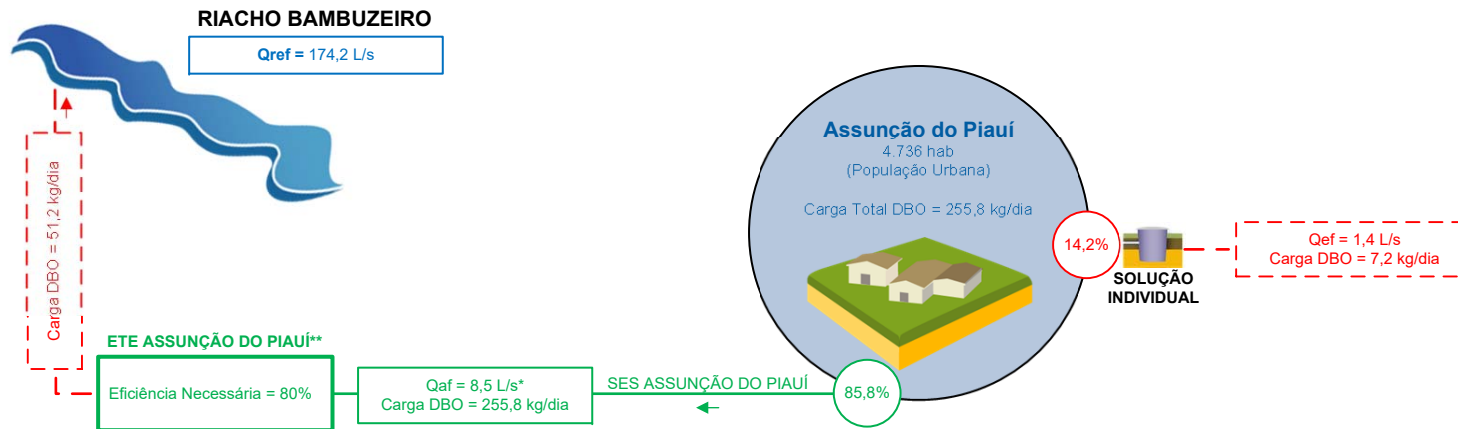 RIACHO BAMBUZEIRO
Qref = 174,2 L/s
Carga DBO = 51,2 kg/dia
Assunção do Piauí
4.736 hab
(População Urbana)
Carga Total DBO = 255,8 kg/dia
14,2%
SOLUÇÃO
INDIVIDUAL
Qef = 1,4 L/s
Carga DBO = 7,2 kg/dia
ETE ASSUNÇÃO DO PIAUÍ**
Eficiência Necessária = 80%
Qaf = 8,5 L/s*
Carga DBO = 255,8 kg/dia
SES ASSUNÇÃO DO PIAUÍ
85,8%